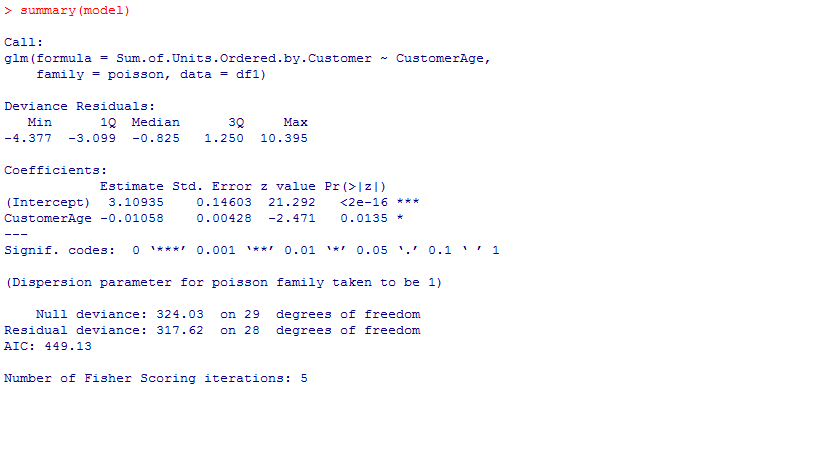 > summary(model)
Call:
glm(formula = Sum.of.Units.Ordered.by.Customer ~ CustomerAge,
    family = poisson, data = df1)
Deviance Residuals:
   Min      1Q  Median      3Q     Max
-4.377  -3.099  -0.825   1.250  10.395
Coefficients:
            Estimate Std. Error z value Pr(>|z|)
(Intercept)  3.10935    0.14603  21.292   <2e-16 ***
CustomerAge -0.01058    0.00428  -2.471   0.0135 *
---
Signif. codes:  0 ‘***’ 0.001 ‘**’ 0.01 ‘*’ 0.05 ‘.’ 0.1 ‘ ’ 1
(Dispersion parameter for poisson family taken to be 1)
    Null deviance: 324.03  on 29  degrees of freedom
Residual deviance: 317.62  on 28  degrees of freedom
AIC: 449.13
Number of Fisher Scoring iterations: 5